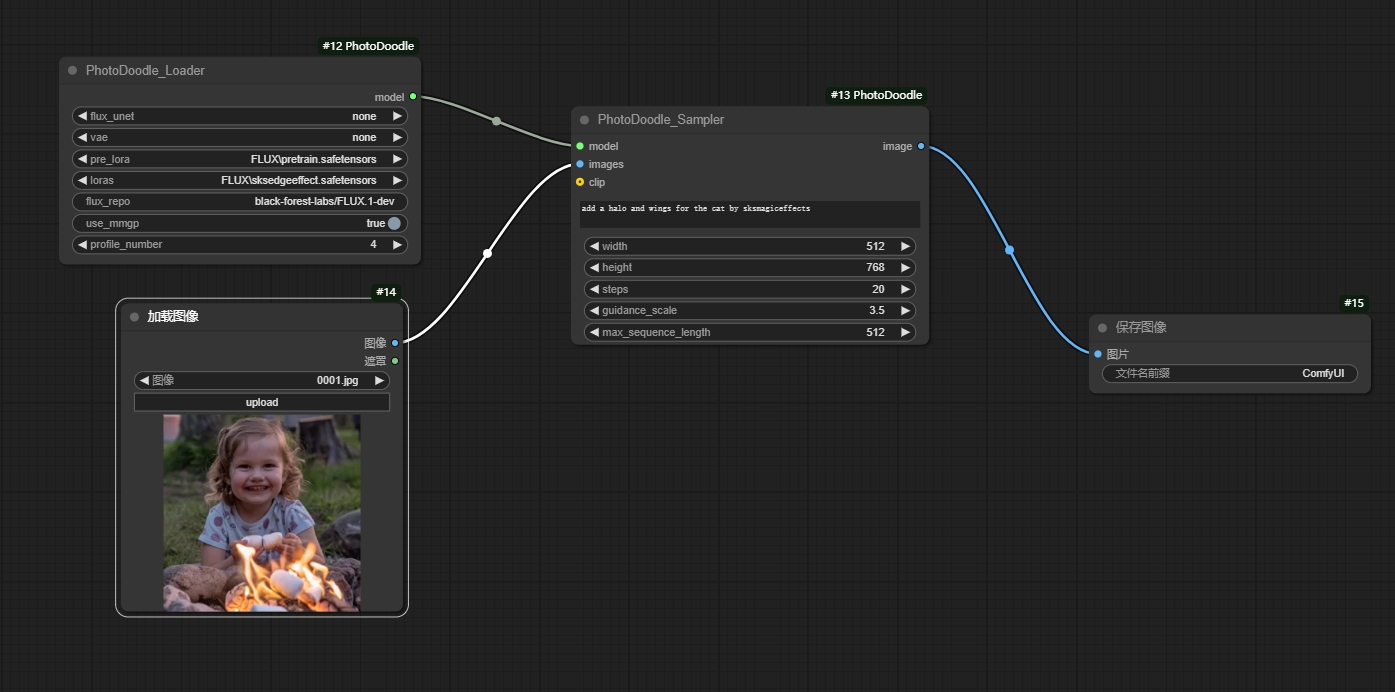 #12 PhotoDoodle
PhotoDoodle_Loader
model
flux_unet none
vae none
pre_lora FLUX\pretrain.safetensors
loras FLUX\sksedgeeffect.safetensors
flux_repo black-forest-labs/FLUX.1-dev
use_mmgp true
profile_number 4
#14
加载图像
图像
遮罩
图像 0001.jpg
upload
#13 PhotoDoodle
PhotoDoodle_Sampler
model image
images
clip
add a halo and wings for the cat by sksmagiceffects
width 512
height 768
steps 20
guidance_scale 3.5
max_sequence_length 512
#15
保存图像
图片
文件名前缀 ComfyUI